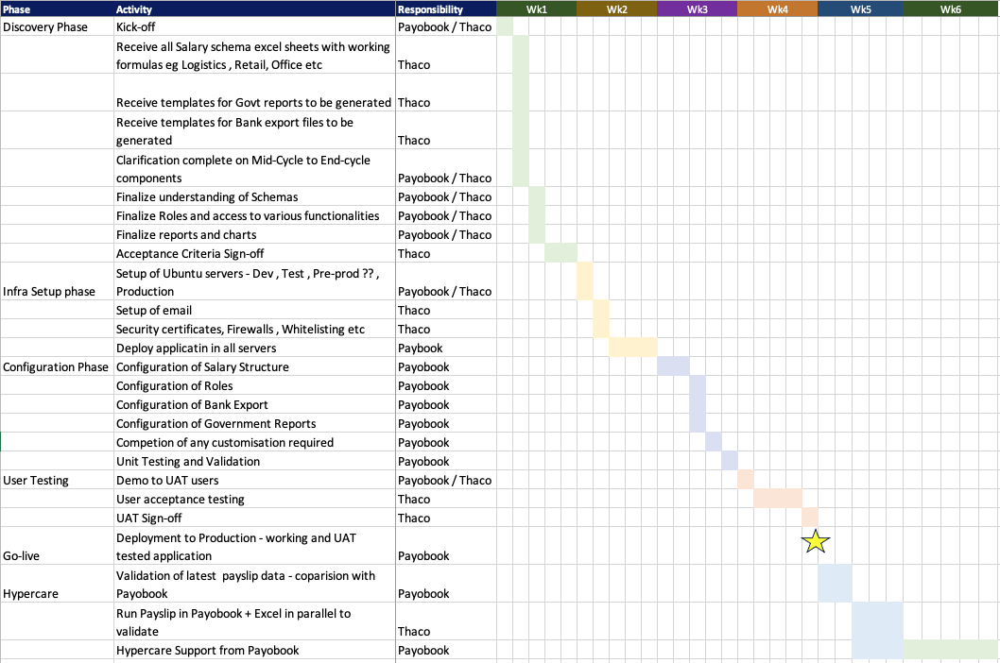 Phase Activity Responsibility Wk1 Wk2 Wk3 Wk4 Wk5 Wk6
Discovery Phase Kick-off Payobook / Thaco
Receive all Salary schema excel sheets with working
formulas eg Logistics , Retail, Office etc Thaco
Receive templates for Govt reports to be generated Thaco
Receive templates for Bank export files to be
generated Thaco
Clarification complete on Mid-Cycle to End-cycle
components Payobook / Thaco
Finalize understanding of Schemas Payobook / Thaco
Finalize Roles and access to various functionalities Payobook / Thaco
Finalize reports and charts Payobook / Thaco
Acceptance Criteria Sign-off Thaco
Setup of Ubuntu servers - Dev , Test , Pre-prod ?? ,
Infra Setup phase Production Payobook / Thaco
Setup of email Thaco
Security certificates, Firewalls , Whitelisting etc Thaco
Deploy applicatin in all servers Paybook
Configuration Phase Configuration of Salary Structure Payobook
Configuration of Roles Payobook
Configuration of Bank Export Payobook
Configuration of Government Reports Payobook
Competion of any customisation required Payobook
Unit Testing and Validation Payobook
User Testing Demo to UAT users Payobook / Thaco
User acceptance testing Thaco
UAT Sign-off Thaco
Deployment to Production - working and UAT
Go-live tested application Payobook
Validation of latest payslip data - coparision with
Hypercare Payobook Payobook
Run Payslip in Payobook + Excel in parallel to
validate Thaco
Hypercare Support from Payobook Payobook